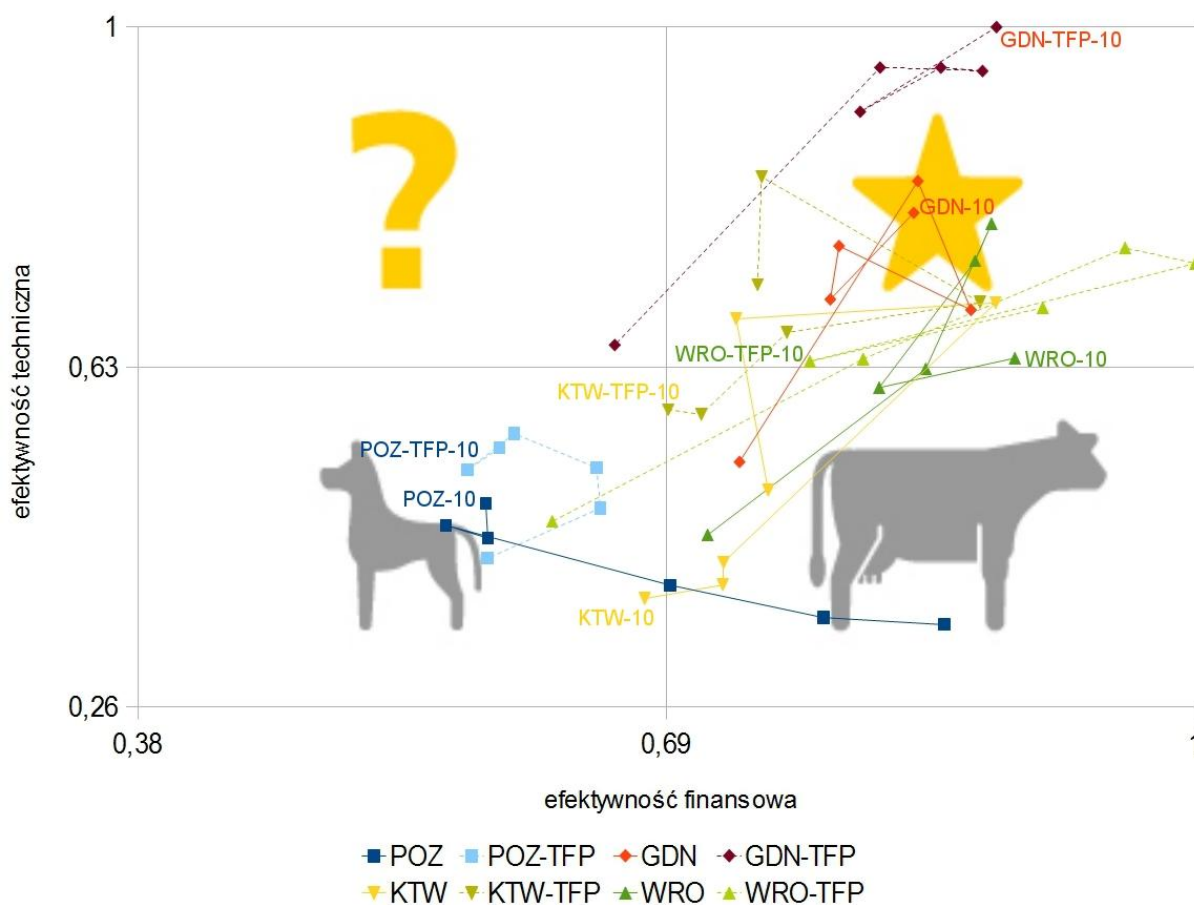 1
GDN-TFP-10
?
GDN-10
efektywność techniczna
0,63
WRO-TFP-10
WRO-10
KTW-TFP-10
POZ-TFP-10
POZ-10
KTW-10
0,26
0,38
0,69
1
efektywność finansowa
POZ
POZ-TFP
GDN
GDN-TFP
KTW
KTW-TFP
WRO
WRO-TFP